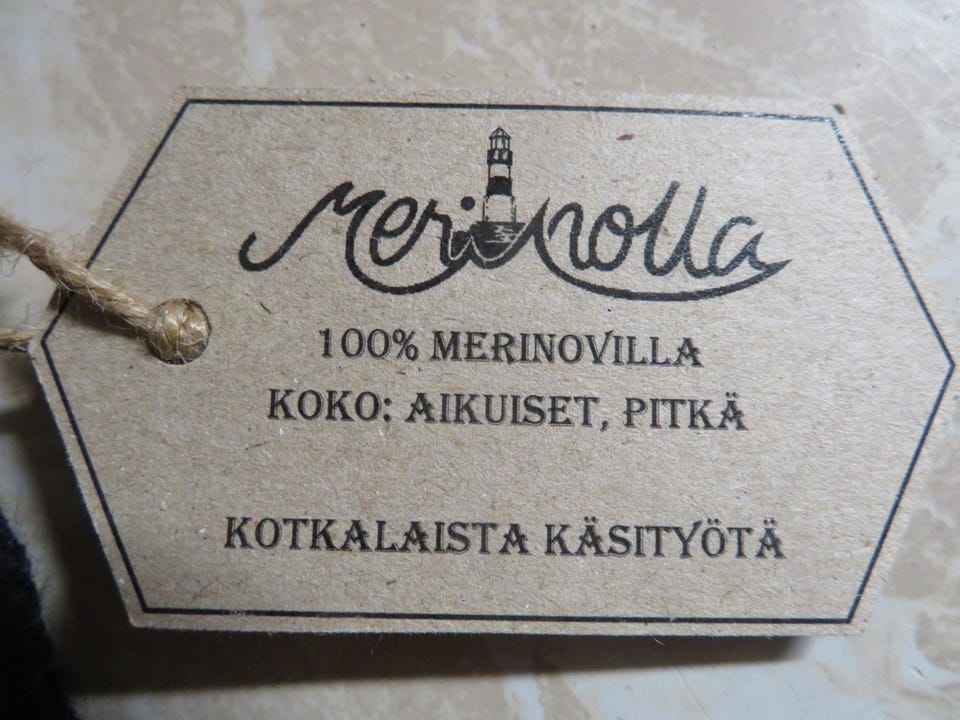 Merinolla
100% MERINOVILLA
KOKO: AIKUISET, PITKÄ
KOTKALAISTA KÄSITYÖTÄ